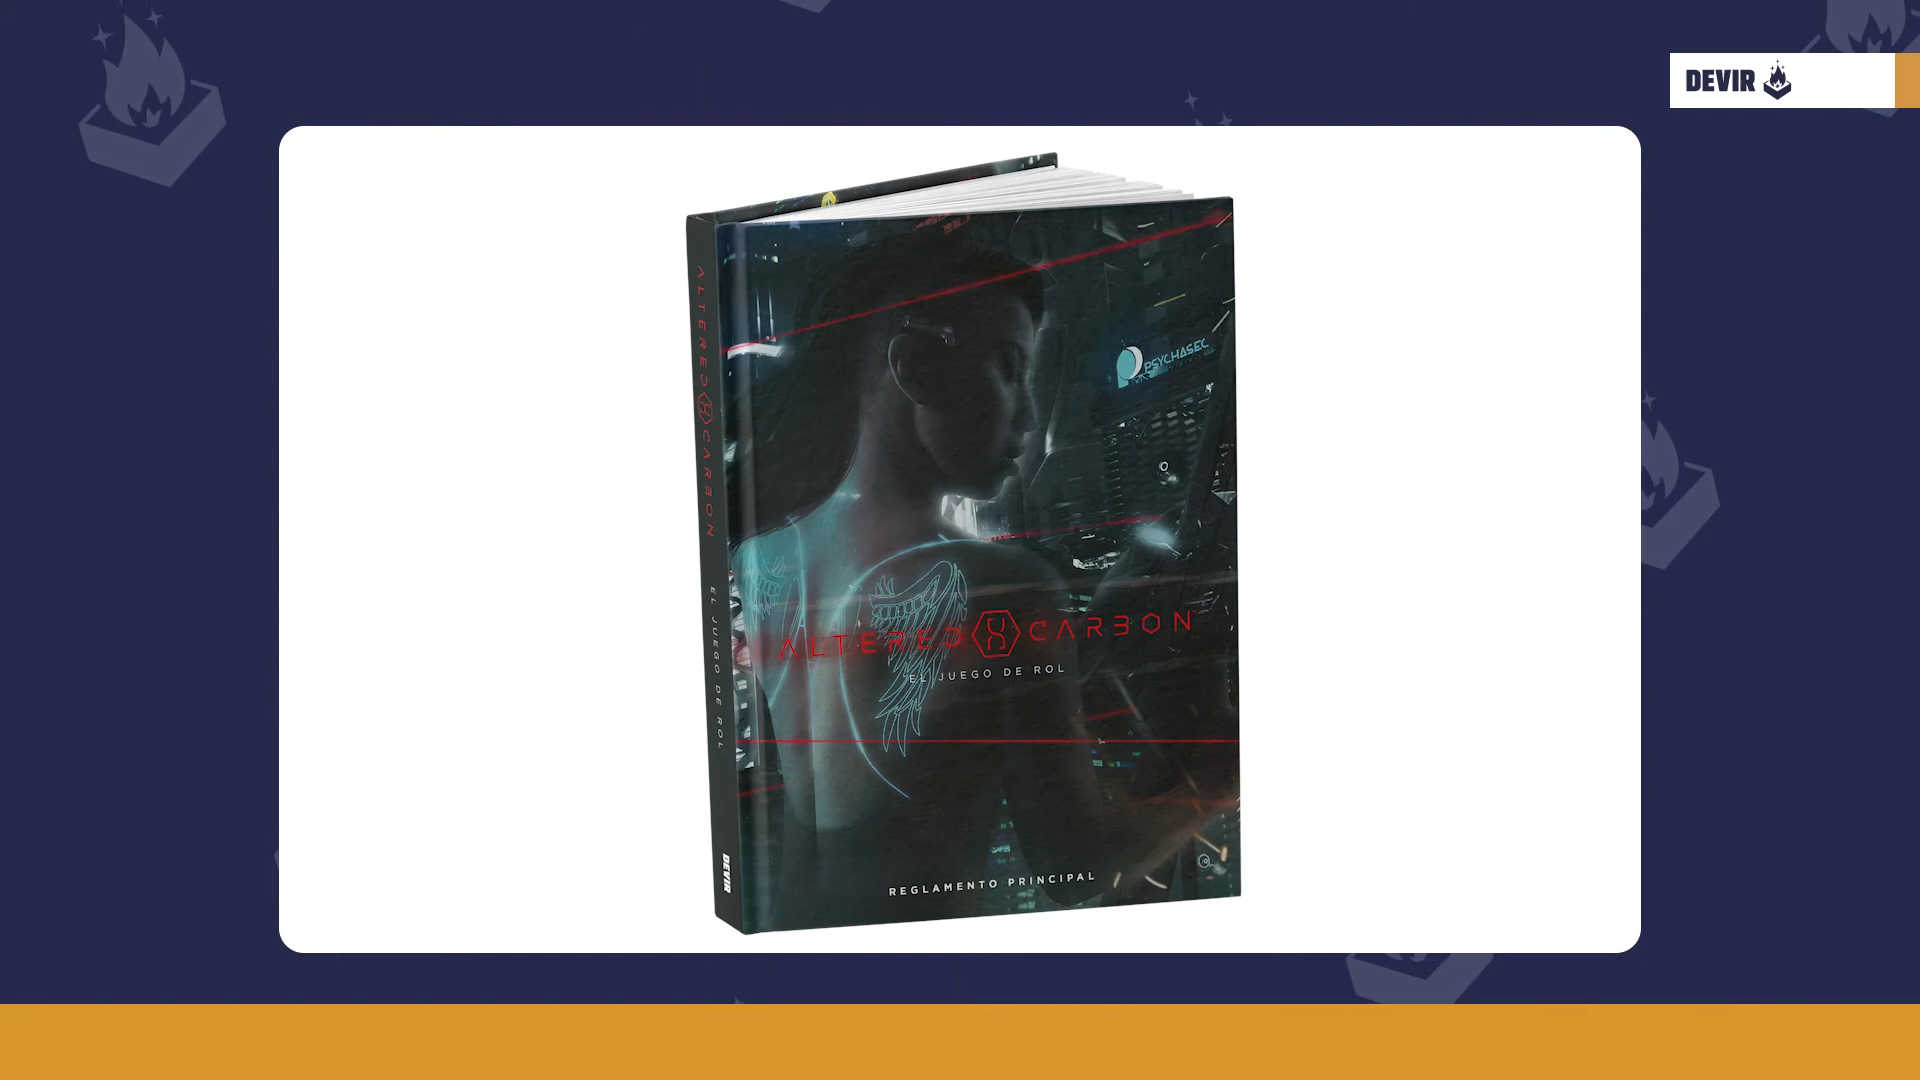 DEVIR
PSYCHASEC
ALTERED CARBON
EL JUEGO DE ROL
REGLAMENTO PRINCIPAL
ALTERED CARBON
EL JUEGO DE ROL
DEVIR